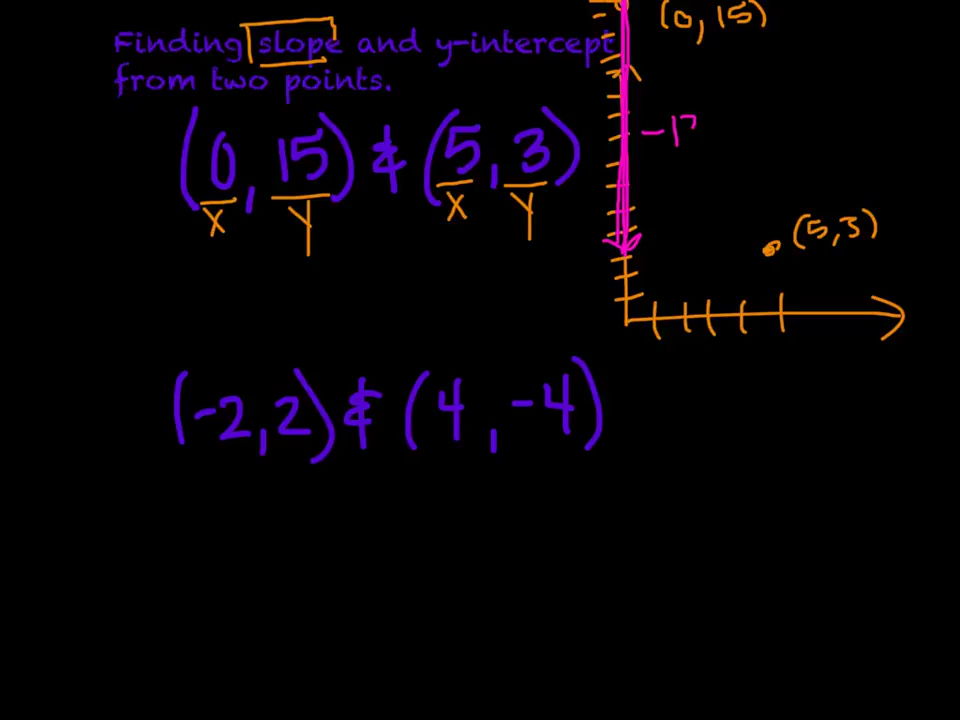 Finding slope and y-intercept
from two points.
(0, 15) & (5, 3)
X Y X Y
(0, 15)
(5,3)
(-2, 2) & (4, -4)